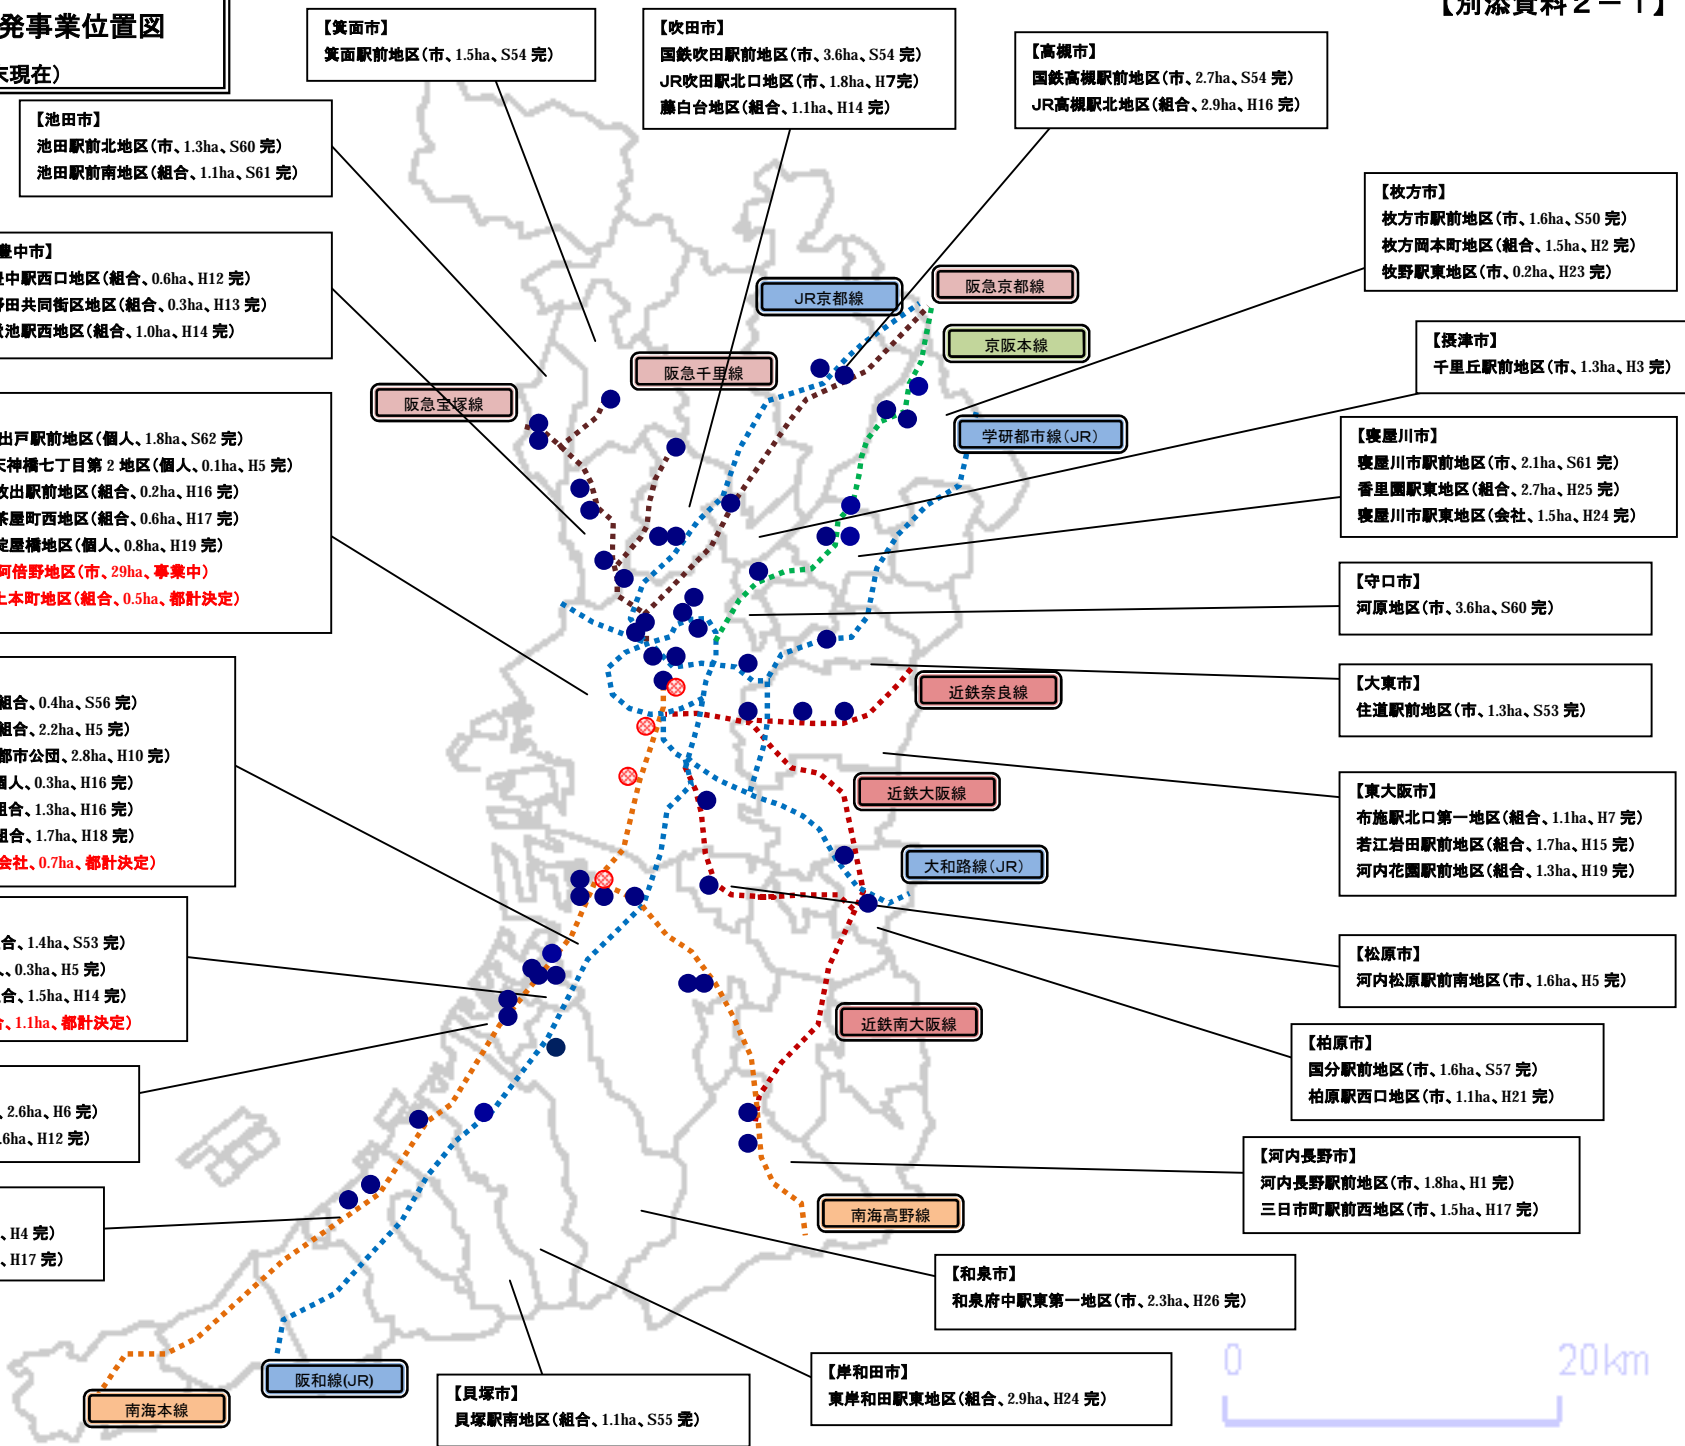 発事業位置図
末現在）
【別添資料２－１】
【箕面市】
箕面駅前地区（市、1.5ha、S54 完）
【吹田市】
国鉄吹田駅前地区（市、3.6ha、S54 完）
JR吹田駅北口地区（市、1.8ha、H7完）
藤白台地区（組合、1.1ha、H14 完）
【高槻市】
国鉄高槻駅前地区（市、2.7ha、S54 完）
JR高槻駅北地区（組合、2.9ha、H16 完）
【池田市】
池田駅前北地区（市、1.3ha、S60 完）
池田駅前南地区（組合、1.1ha、S61 完）
【枚方市】
枚方市駅前地区（市、1.6ha、S50 完）
枚方岡本町地区（組合、1.5ha、H2 完）
牧野駅東地区（市、0.2ha、H23 完）
豊中市】
豊中駅西口地区（組合、0.6ha、H12 完）
野田共同街区地区（組合、0.3ha、H13 完）
蛍池駅西地区（組合、1.0ha、H14 完）
JR京都線
阪急京都線
京阪本線
阪急千里線
阪急宝塚線
学研都市線（JR）
【摂津市】
千里丘駅前地区（市、1.3ha、H3 完）
出戸駅前地区（個人、1.8ha、S62 完）
天神橋七丁目第 2 地区（個人、0.1ha、H5 完）
放出駅前地区（組合、0.2ha、H16 完）
茶屋町西地区（組合、0.6ha、H17 完）
淀屋橋地区（個人、0.8ha、H19 完）
阿倍野地区（市、29ha、事業中）
上本町地区（組合、0.5ha、都計決定）
【寝屋川市】
寝屋川市駅前地区（市、2.1ha、S61 完）
香里園駅東地区（組合、2.7ha、H25 完）
寝屋川市駅東地区（会社、1.5ha、H24 完）
【守口市】
河原地区（市、3.6ha、S60 完）
【大東市】
住道駅前地区（市、1.3ha、S53 完）
近鉄奈良線
組合、0.4ha、S56 完）
組合、2.2ha、H5 完）
都市公団、2.8ha、H10 完）
個人、0.3ha、H16 完）
組合、1.3ha、H16 完）
組合、1.7ha、H18 完）
会社、0.7ha、都計決定）
近鉄大阪線
【東大阪市】
布施駅北口第一地区（組合、1.1ha、H7 完）
若江岩田駅前地区（組合、1.7ha、H15 完）
河内花園駅前地区（組合、1.3ha、H19 完）
大和路線（JR）
合、1.4ha、S53 完）
、0.3ha、H5 完）
合、1.5ha、H14 完）
合、1.1ha、都計決定）
【松原市】
河内松原駅前南地区（市、1.6ha、H5 完）
近鉄南大阪線
【柏原市】
国分駅前地区（市、1.6ha、S57 完）
柏原駅西口地区（市、1.1ha、H21 完）
、2.6ha、H6 完）
.6ha、H12 完）
【河内長野市】
河内長野駅前地区（市、1.8ha、H1 完）
三日市町駅前西地区（市、1.5ha、H17 完）
、H4 完）
、H17 完）
南海高野線
【和泉市】
和泉府中駅東第一地区（市、2.3ha、H26 完）
【岸和田市】
東岸和田駅東地区（組合、2.9ha、H24 完）
【貝塚市】
貝塚駅南地区（組合、1.1ha、S55 完）
阪和線(JR)
南海本線
0 20km